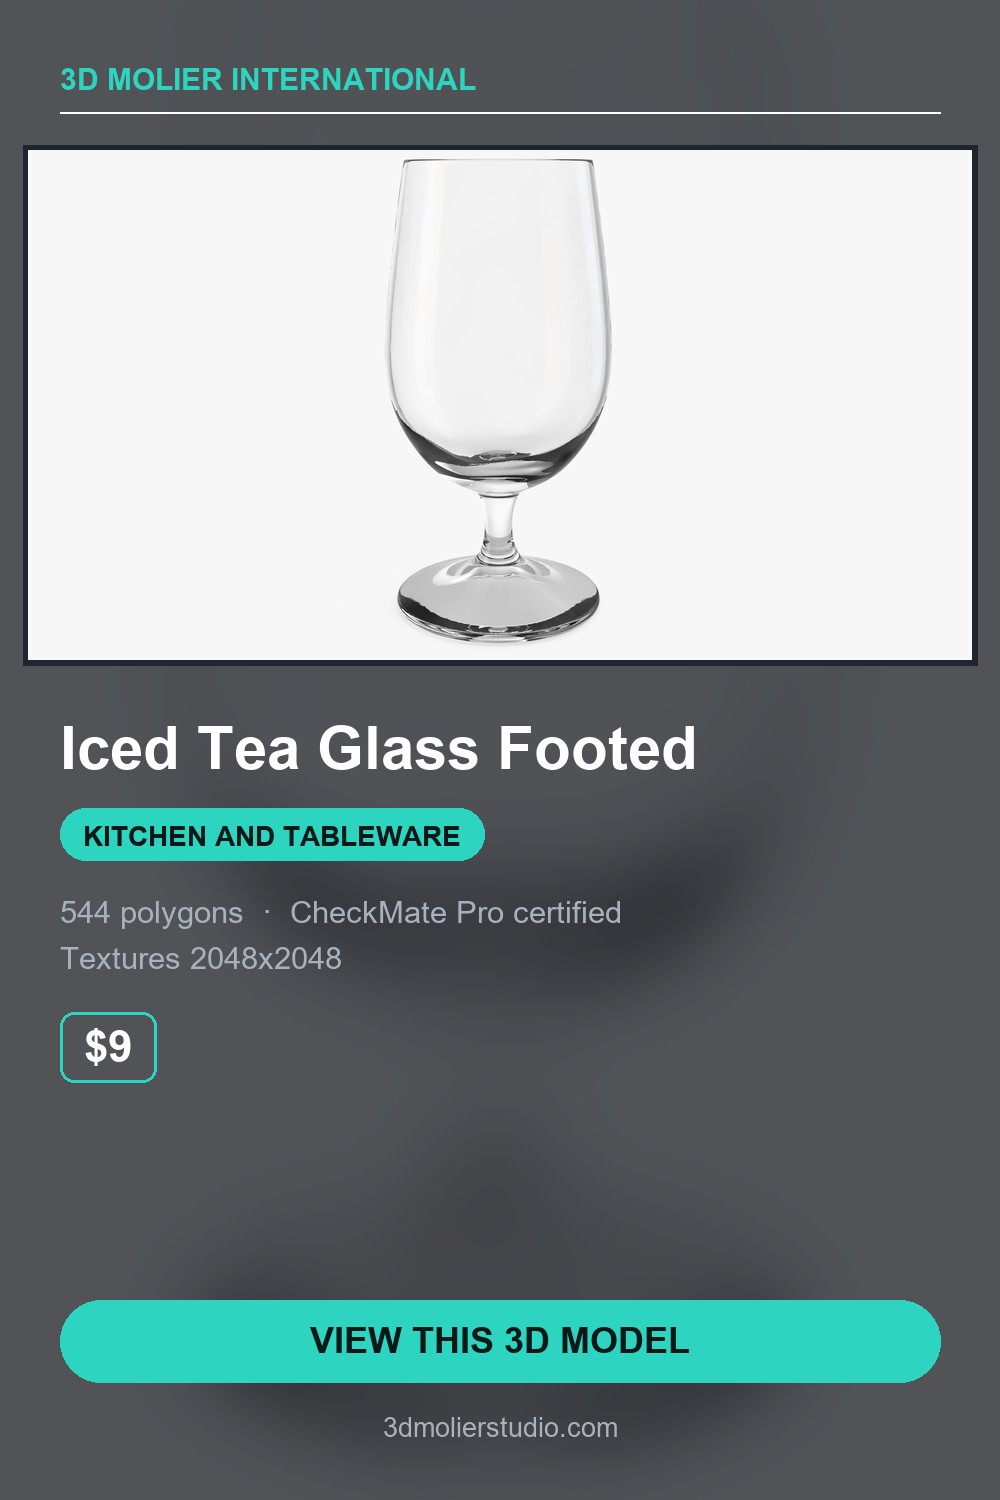 3D MOLIER INTERNATIONAL
Iced Tea Glass Footed
KITCHEN AND TABLEWARE
544 polygons · CheckMate Pro certified
Textures 2048x2048
$9
VIEW THIS 3D MODEL
3dmolierstudio.com